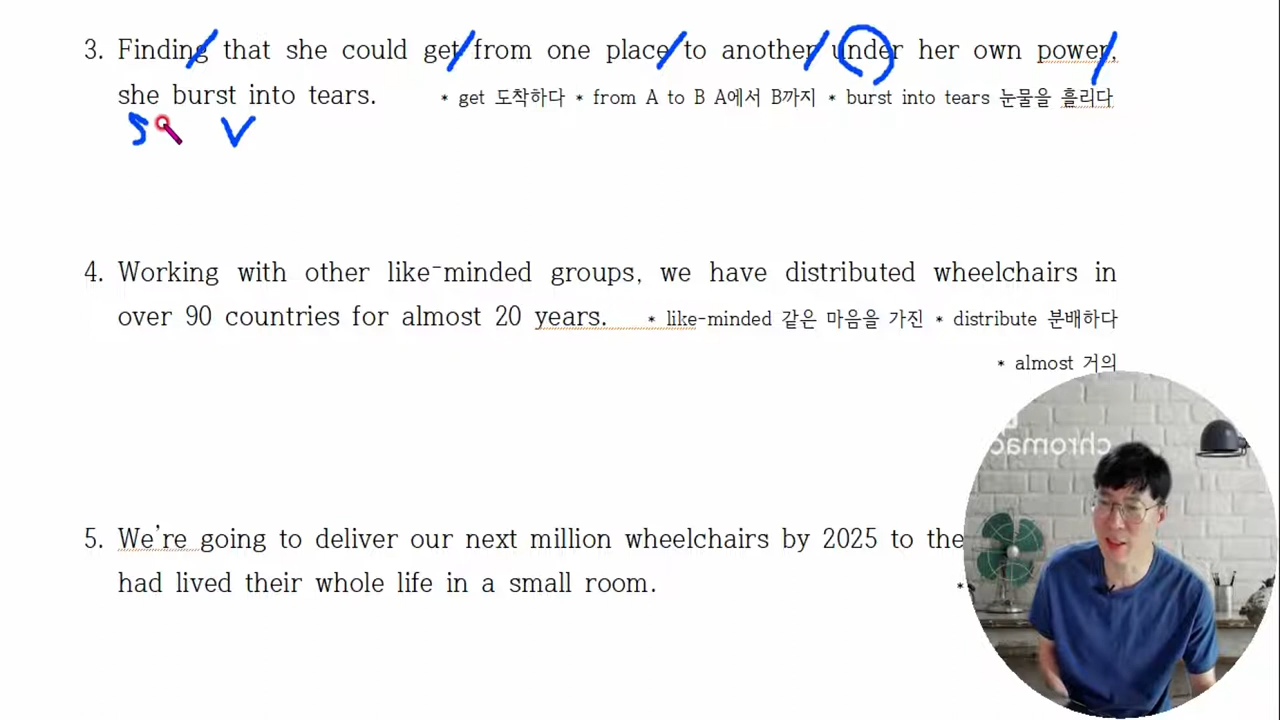 3. Finding that she could get from one place to another under her own power,
she burst into tears. * get 도착하다 * from A to B A에서 B까지 * burst into tears 눈물을 흘리다
S V
4. Working with other like-minded groups, we have distributed wheelchairs in
over 90 countries for almost 20 years. * like-minded 같은 마음을 가진 * distribute 분배하다
* almost 거의
5. We're going to deliver our next million wheelchairs by 2025 to the
had lived their whole life in a small room. *